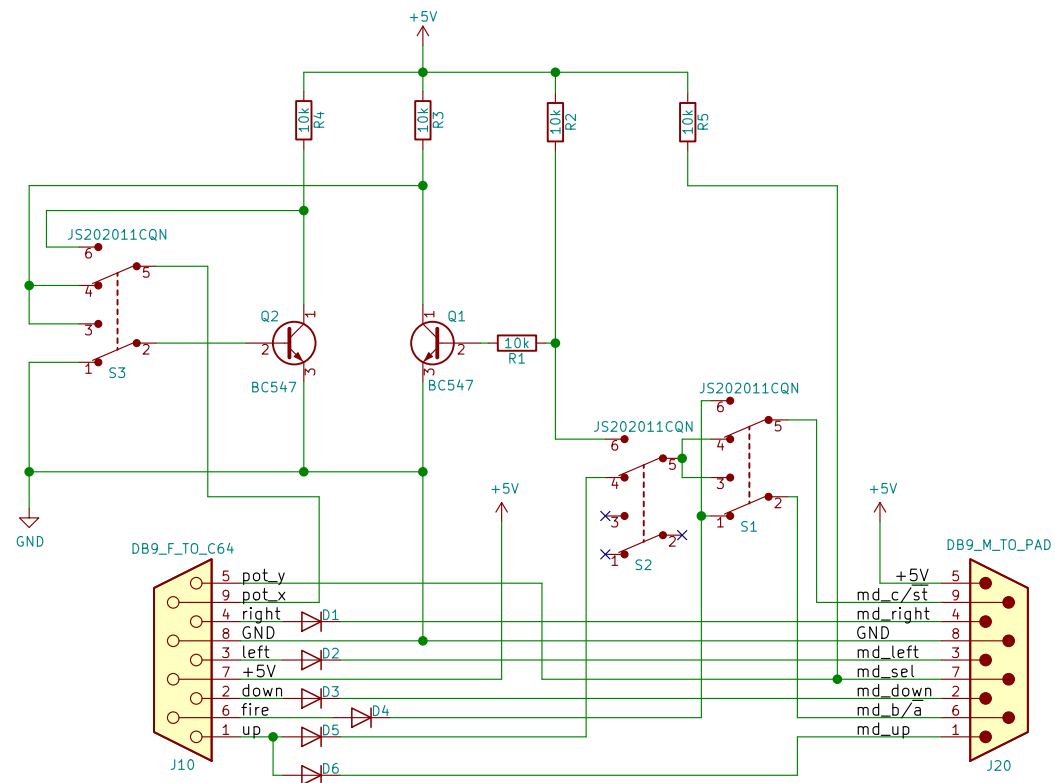 +5V
10k
R4
10k
R3
10k
R2
10k
R5
JS202011CQN
6
5
4
3
2
1
S3
Q2
1
2
3
BC547
Q1
1
2
3
BC547
10k
R1
JS202011CQN
6
5
4
3
2
1
S1
JS202011CQN
6
5
4
3
2
1
S2
GND
+5V
+5V
DB9_F_TO_C64
5 pot_y
9 pot_x
4 right D1
8 GND
3 left D2
7 +5V
2 down D3
6 fire D4
1 up D5
D6
J10
DB9_M_TO_PAD
+5V 5
md_c/st 9
md_right 4
GND 8
md_left 3
md_sel 7
md_down 2
md_b/a 6
md_up 1
J20